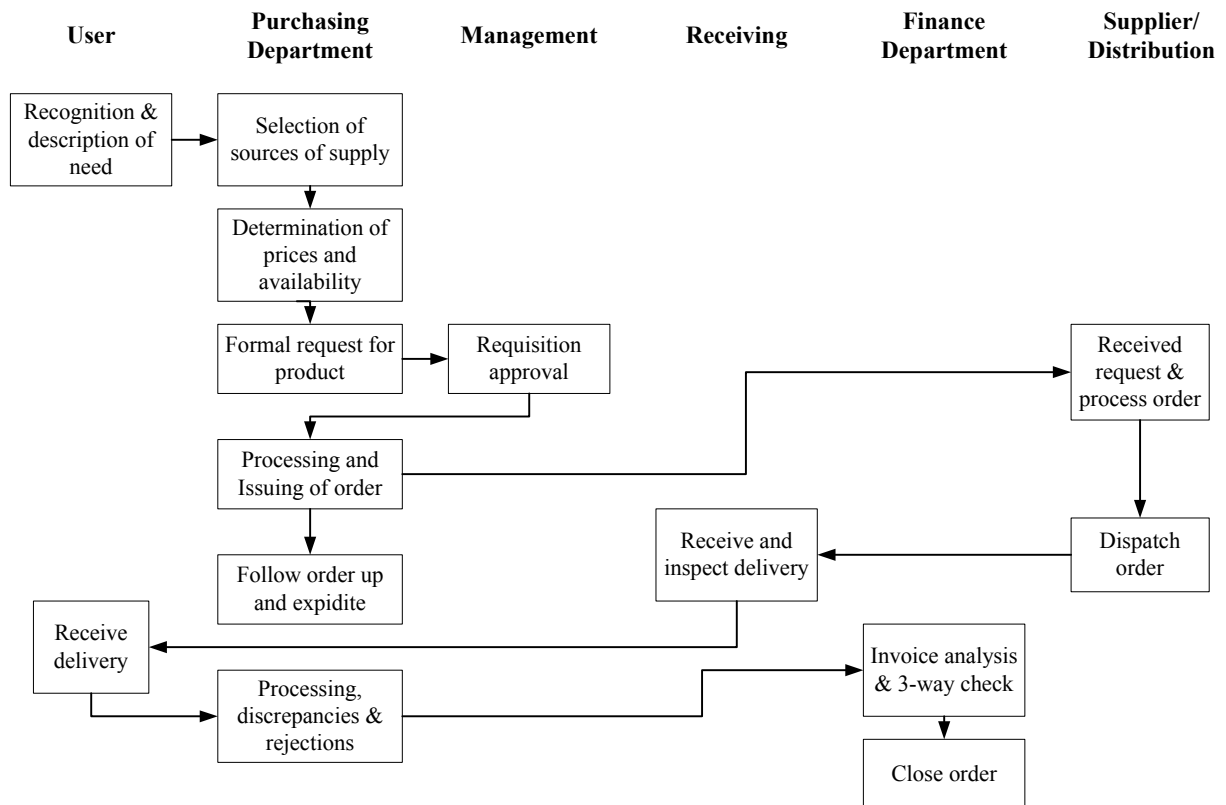 User
Purchasing
Department
Management
Receiving
Finance
Department
Supplier/
Distribution
Recognition &
description of
need
Selection of
sources of supply
Determination of
prices and
availability
Formal request for
product
Requisition
approval
Received
request &
process order
Processing and
Issuing of order
Receive and
inspect delivery
Dispatch
order
Follow order up
and expidite
Receive
delivery
Invoice analysis
& 3-way check
Processing,
discrepancies &
rejections
Close order